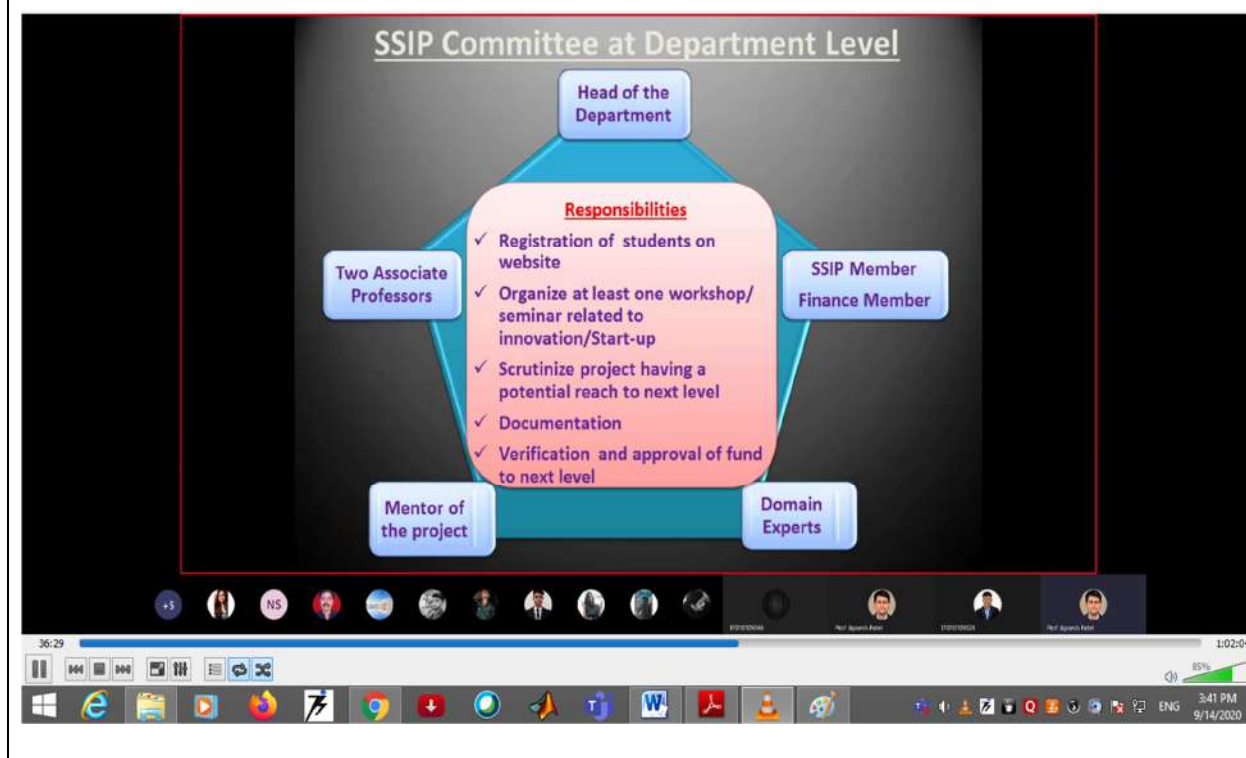 SSIP Committee at Department Level
Head of the
Department
Two Associate
Professors
Responsibilities
✓ Registration of students on
website
✓ Organize at least one workshop/
seminar related to
innovation/Start-up
✓ Scrutinize project having a
potential reach to next level
✓ Documentation
✓ Verification and approval of fund
to next level
SSIP Member
Finance Member
Mentor of
the project
Domain
Experts
+5
NS
36:29
85%
ENG
3:41 PM
9/14/2020